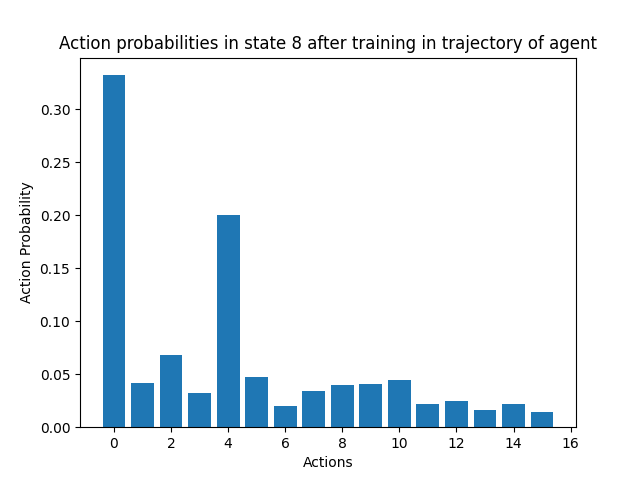 Action probabilities in state 8 after training in trajectory of agent
0.30
0.25
0.20
0.15
0.10
0.05
0.00
Action Probability
0 2 4 6 8 10 12 14 16
Actions